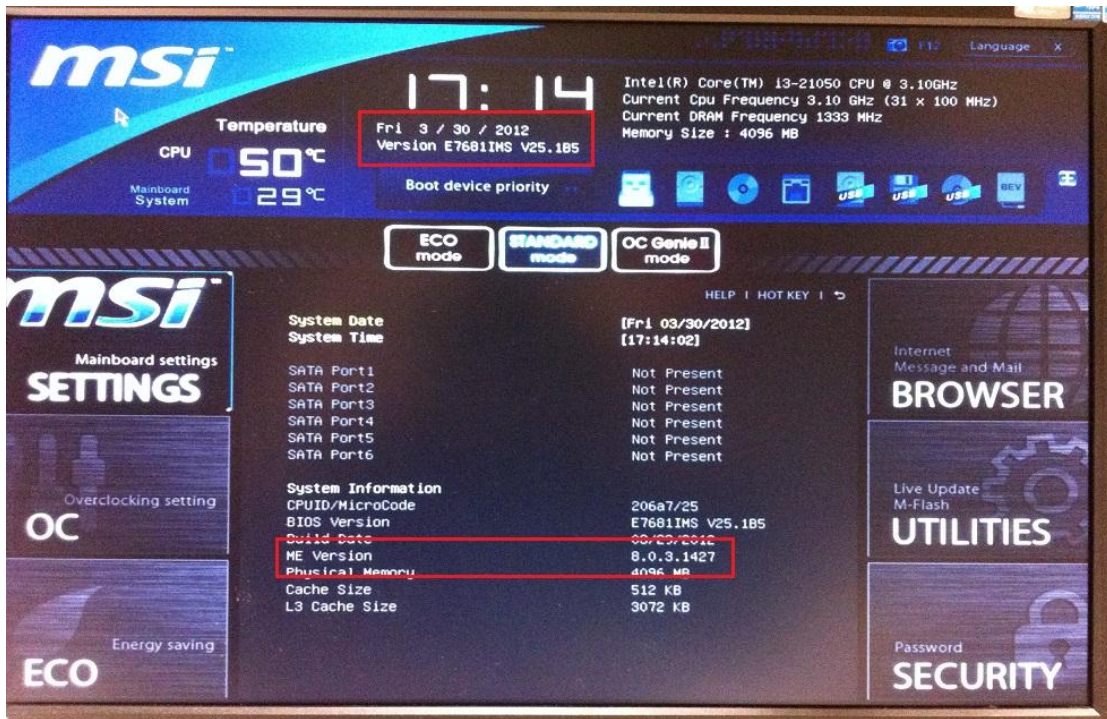 msi
F12 Language X
17:14
Intel(R) Core(TM) i3-21050 CPU @ 3.10GHz
Current Cpu Frequency 3.10 GHz (31 x 100 MHz)
Current DRAM Frequency 1333 MHz
Memory Size : 4096 MB
Fri 3 / 30 / 2012
Version E7681IMS V25.1B5
Temperature
CPU 50°C
Mainboard
System 29°C
Boot device priority
USB USB USB BEV
ECO
mode
STANDARD
mode
OC Genie II
mode
HELP | HOT KEY |
msi
Mainboard settings
SETTINGS
Overclocking setting
OC
Energy saving
ECO
System Date [Fri 03/30/2012]
System Time [17:14:02]
SATA Port1 Not Present
SATA Port2 Not Present
SATA Port3 Not Present
SATA Port4 Not Present
SATA Port5 Not Present
SATA Port6 Not Present
System Information
CPUID/MicroCode 206a7/25
BIOS Version E7681IMS V25.1B5
Build Date 03/29/2012
ME Version 8.0.3.1427
Physical Memory 4096 MB
Cache Size 512 KB
L3 Cache Size 3072 KB
Internet
Message and Mail
BROWSER
Live Update
M-Flash
UTILITIES
Password
SECURITY